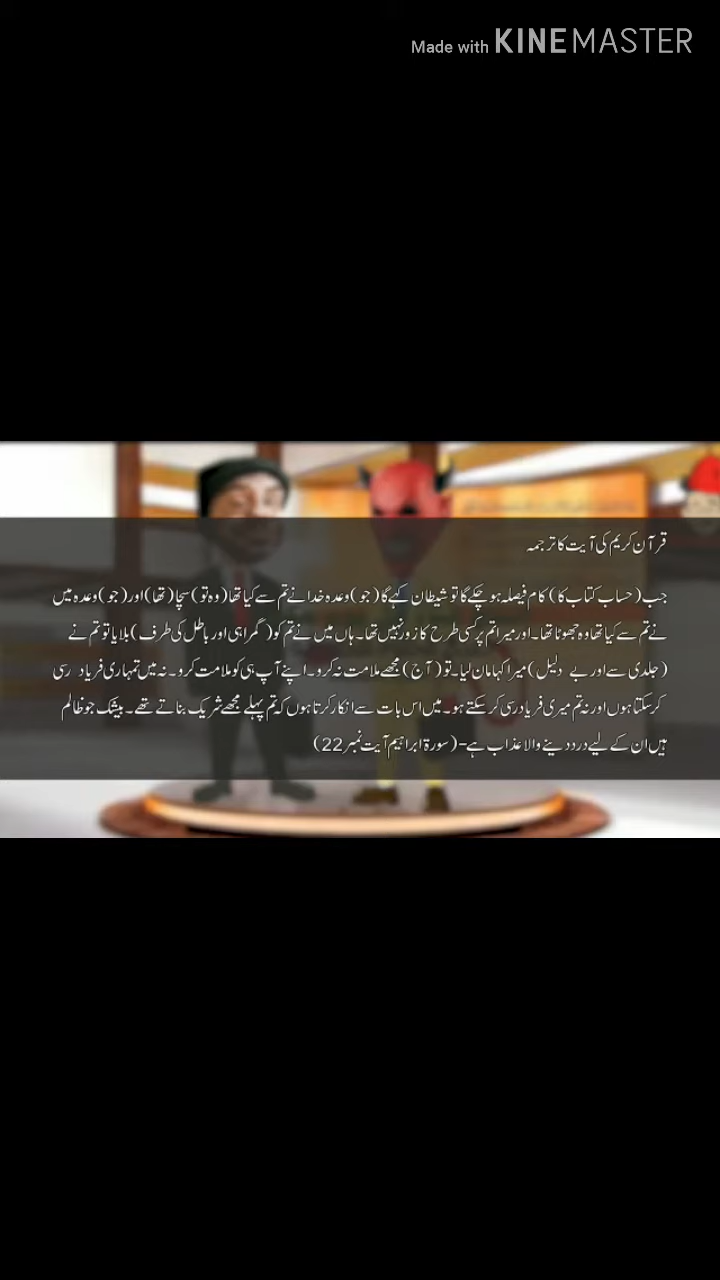 Made with KINEMASTER
قرآن کریم کی آیت کا ترجمہ
جب (حساب کتاب کا) کام فیصلہ ہوچکے گا تو شیطان کہے گا (جو) وعدہ خدا نے تم سے کیا تھا (وہ تو) سچا (تھا) اور (جو) وعدہ میں
نے تم سے کیا تھا وہ جھوٹا تھا۔ اور میرا تم پر کسی طرح کا زور نہیں تھا۔ ہاں میں نے تم کو (گمراہی اور باطل کی طرف) بلایا تو تم نے
(جلدی سے اور بے دلیل) میرا کہا مان لیا۔ تو (آج) مجھے ملامت نہ کرو۔ اپنے آپ ہی کو ملامت کرو۔ نہ میں تمہاری فریاد رسی
کرسکتا ہوں اور نہ تم میری فریاد رسی کرسکتے ہو۔ میں اس بات سے انکار کرتا ہوں کہ تم پہلے مجھے شریک بناتے تھے۔ بیشک جو ظالم
ہیں ان کے لیے درد دینے والا عذاب ہے- (سورۃ ابراہیم آیت نمبر 22)